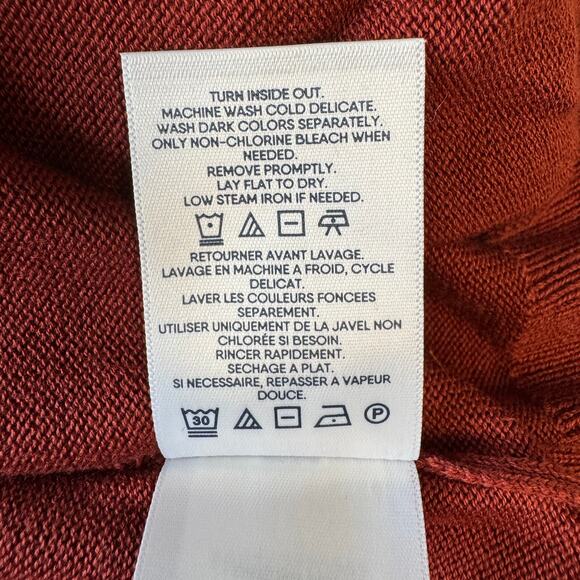 TURN INSIDE OUT.
MACHINE WASH COLD DELICATE.
WASH DARK COLORS SEPARATELY.
ONLY NON-CHLORINE BLEACH WHEN
NEEDED.
REMOVE PROMPTLY.
LAY FLAT TO DRY.
LOW STEAM IRON IF NEEDED.
RETOURNER AVANT LAVAGE.
LAVAGE EN MACHINE A FROID, CYCLE
DELICAT.
LAVER LES COULEURS FONCEES
SEPAREMENT.
UTILISER UNIQUEMENT DE LA JAVEL NON
CHLORÉE SI BESOIN.
RINCER RAPIDEMENT.
SECHAGE A PLAT.
SI NECESSAIRE, REPASSER A VAPEUR
DOUCE.
30 P